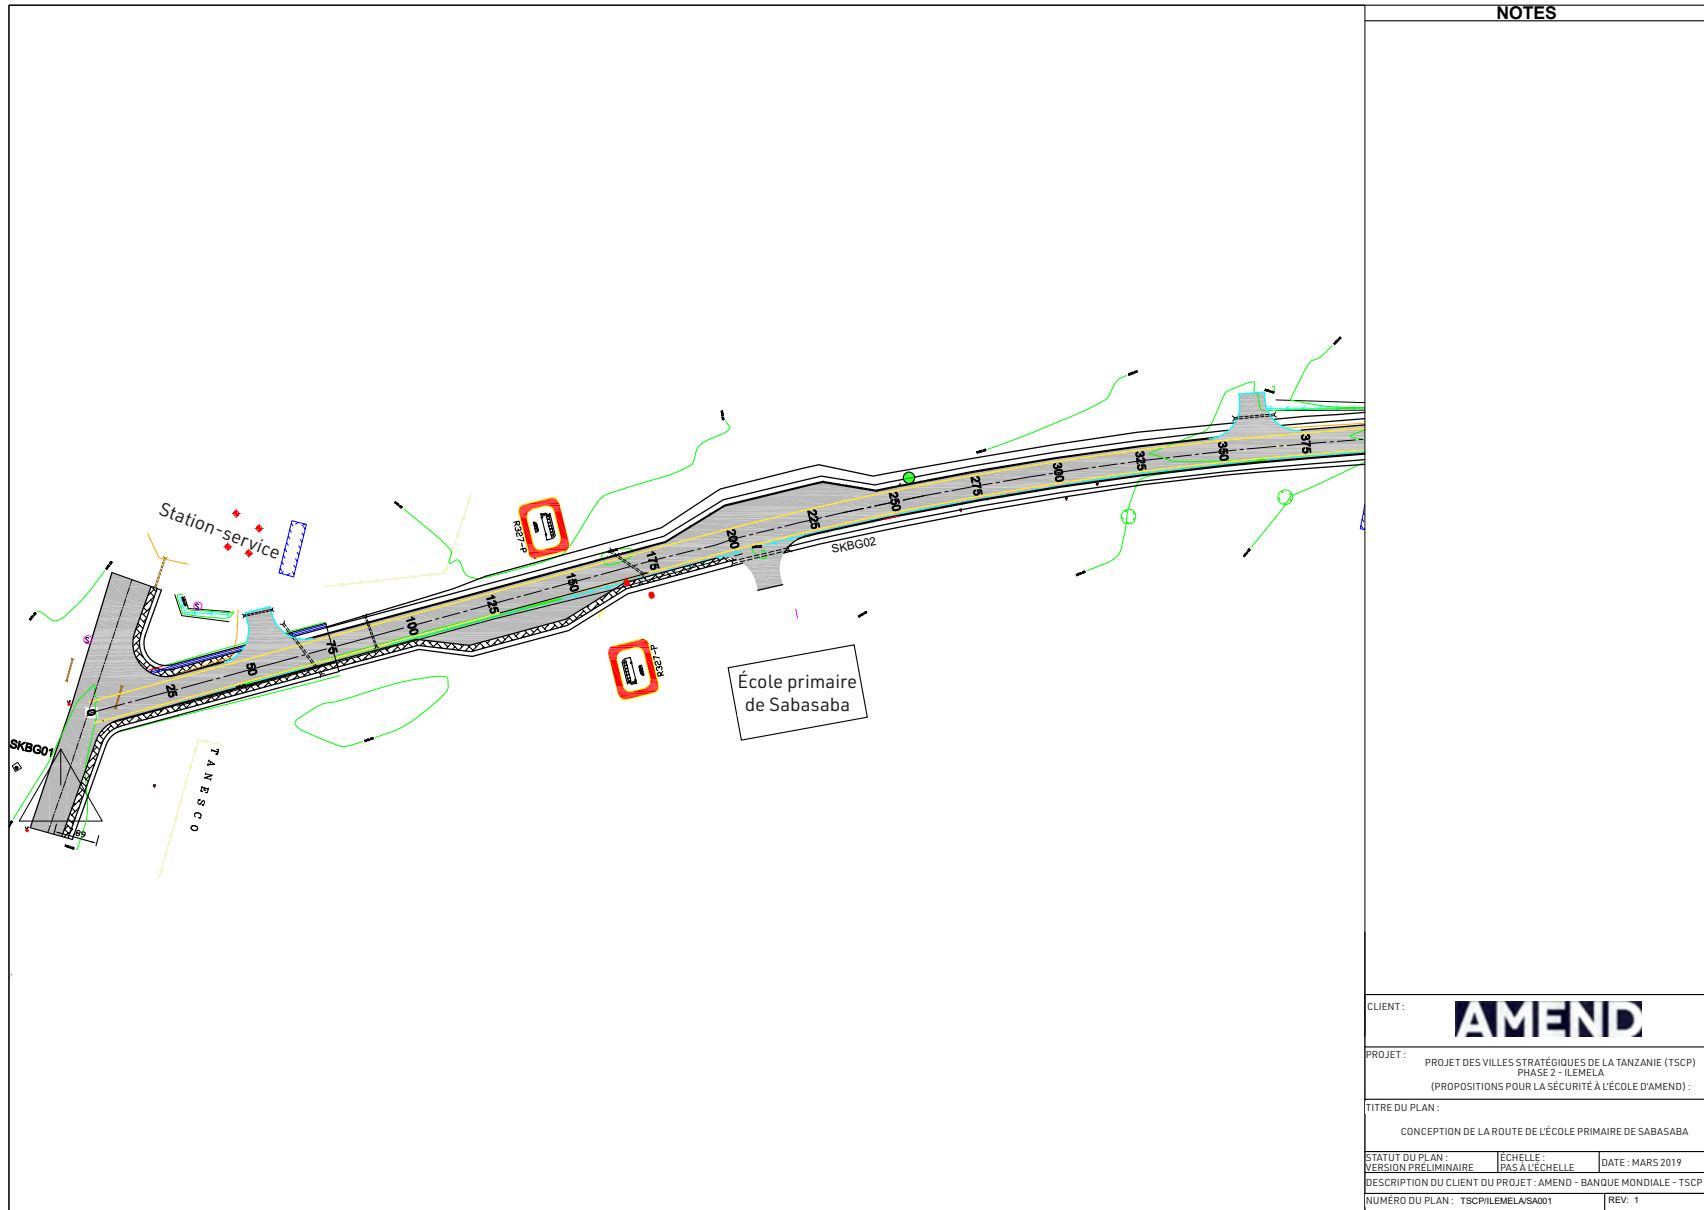 NOTES
Station-service
R327-P
SKBG02
R327-P
École primaire
de Sabasaba
SKBG01
TANESCO
89
0
25
50
75
100
125
150
175
200
225
250
275
300
325
350
375
S
S
CLIENT :
AMEND
PROJET :
PROJET DES VILLES STRATÉGIQUES DE LA TANZANIE (TSCP)
PHASE 2 - ILEMELA
(PROPOSITIONS POUR LA SÉCURITÉ À L'ÉCOLE D'AMEND) :
TITRE DU PLAN :
CONCEPTION DE LA ROUTE DE L'ÉCOLE PRIMAIRE DE SABASABA
STATUT DU PLAN :
VERSION PRÉLIMINAIRE
ÉCHELLE :
PAS À L'ÉCHELLE
DATE : MARS 2019
DESCRIPTION DU CLIENT DU PROJET : AMEND - BANQUE MONDIALE - TSCP
NUMÉRO DU PLAN : TSCP/ILEMELA/SA001
REV: 1